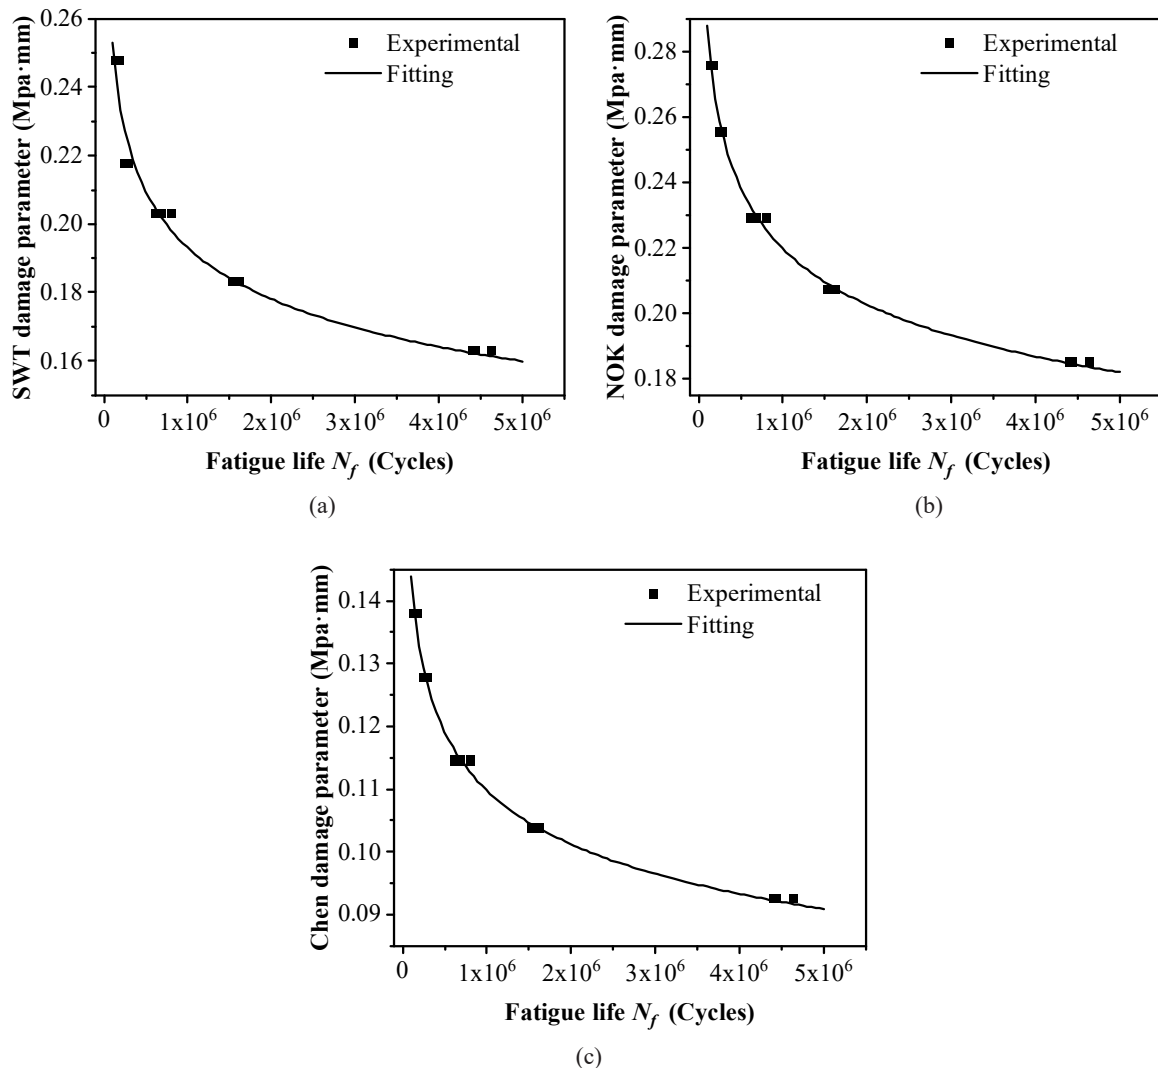 0.26
0.24
0.22
0.20
0.18
0.16
SWT damage parameter (Mpa·mm)
Experimental
Fitting
0
1x10⁶
2x10⁶
3x10⁶
4x10⁶
5x10⁶
Fatigue life N_f (Cycles)
(a)
0.28
0.26
0.24
0.22
0.20
0.18
NOK damage parameter (Mpa·mm)
Experimental
Fitting
0
1x10⁶
2x10⁶
3x10⁶
4x10⁶
5x10⁶
Fatigue life N_f (Cycles)
(b)
0.14
0.13
0.12
0.11
0.10
0.09
Chen damage parameter (Mpa·mm)
Experimental
Fitting
0
1x10⁶
2x10⁶
3x10⁶
4x10⁶
5x10⁶
Fatigue life N_f (Cycles)
(c)